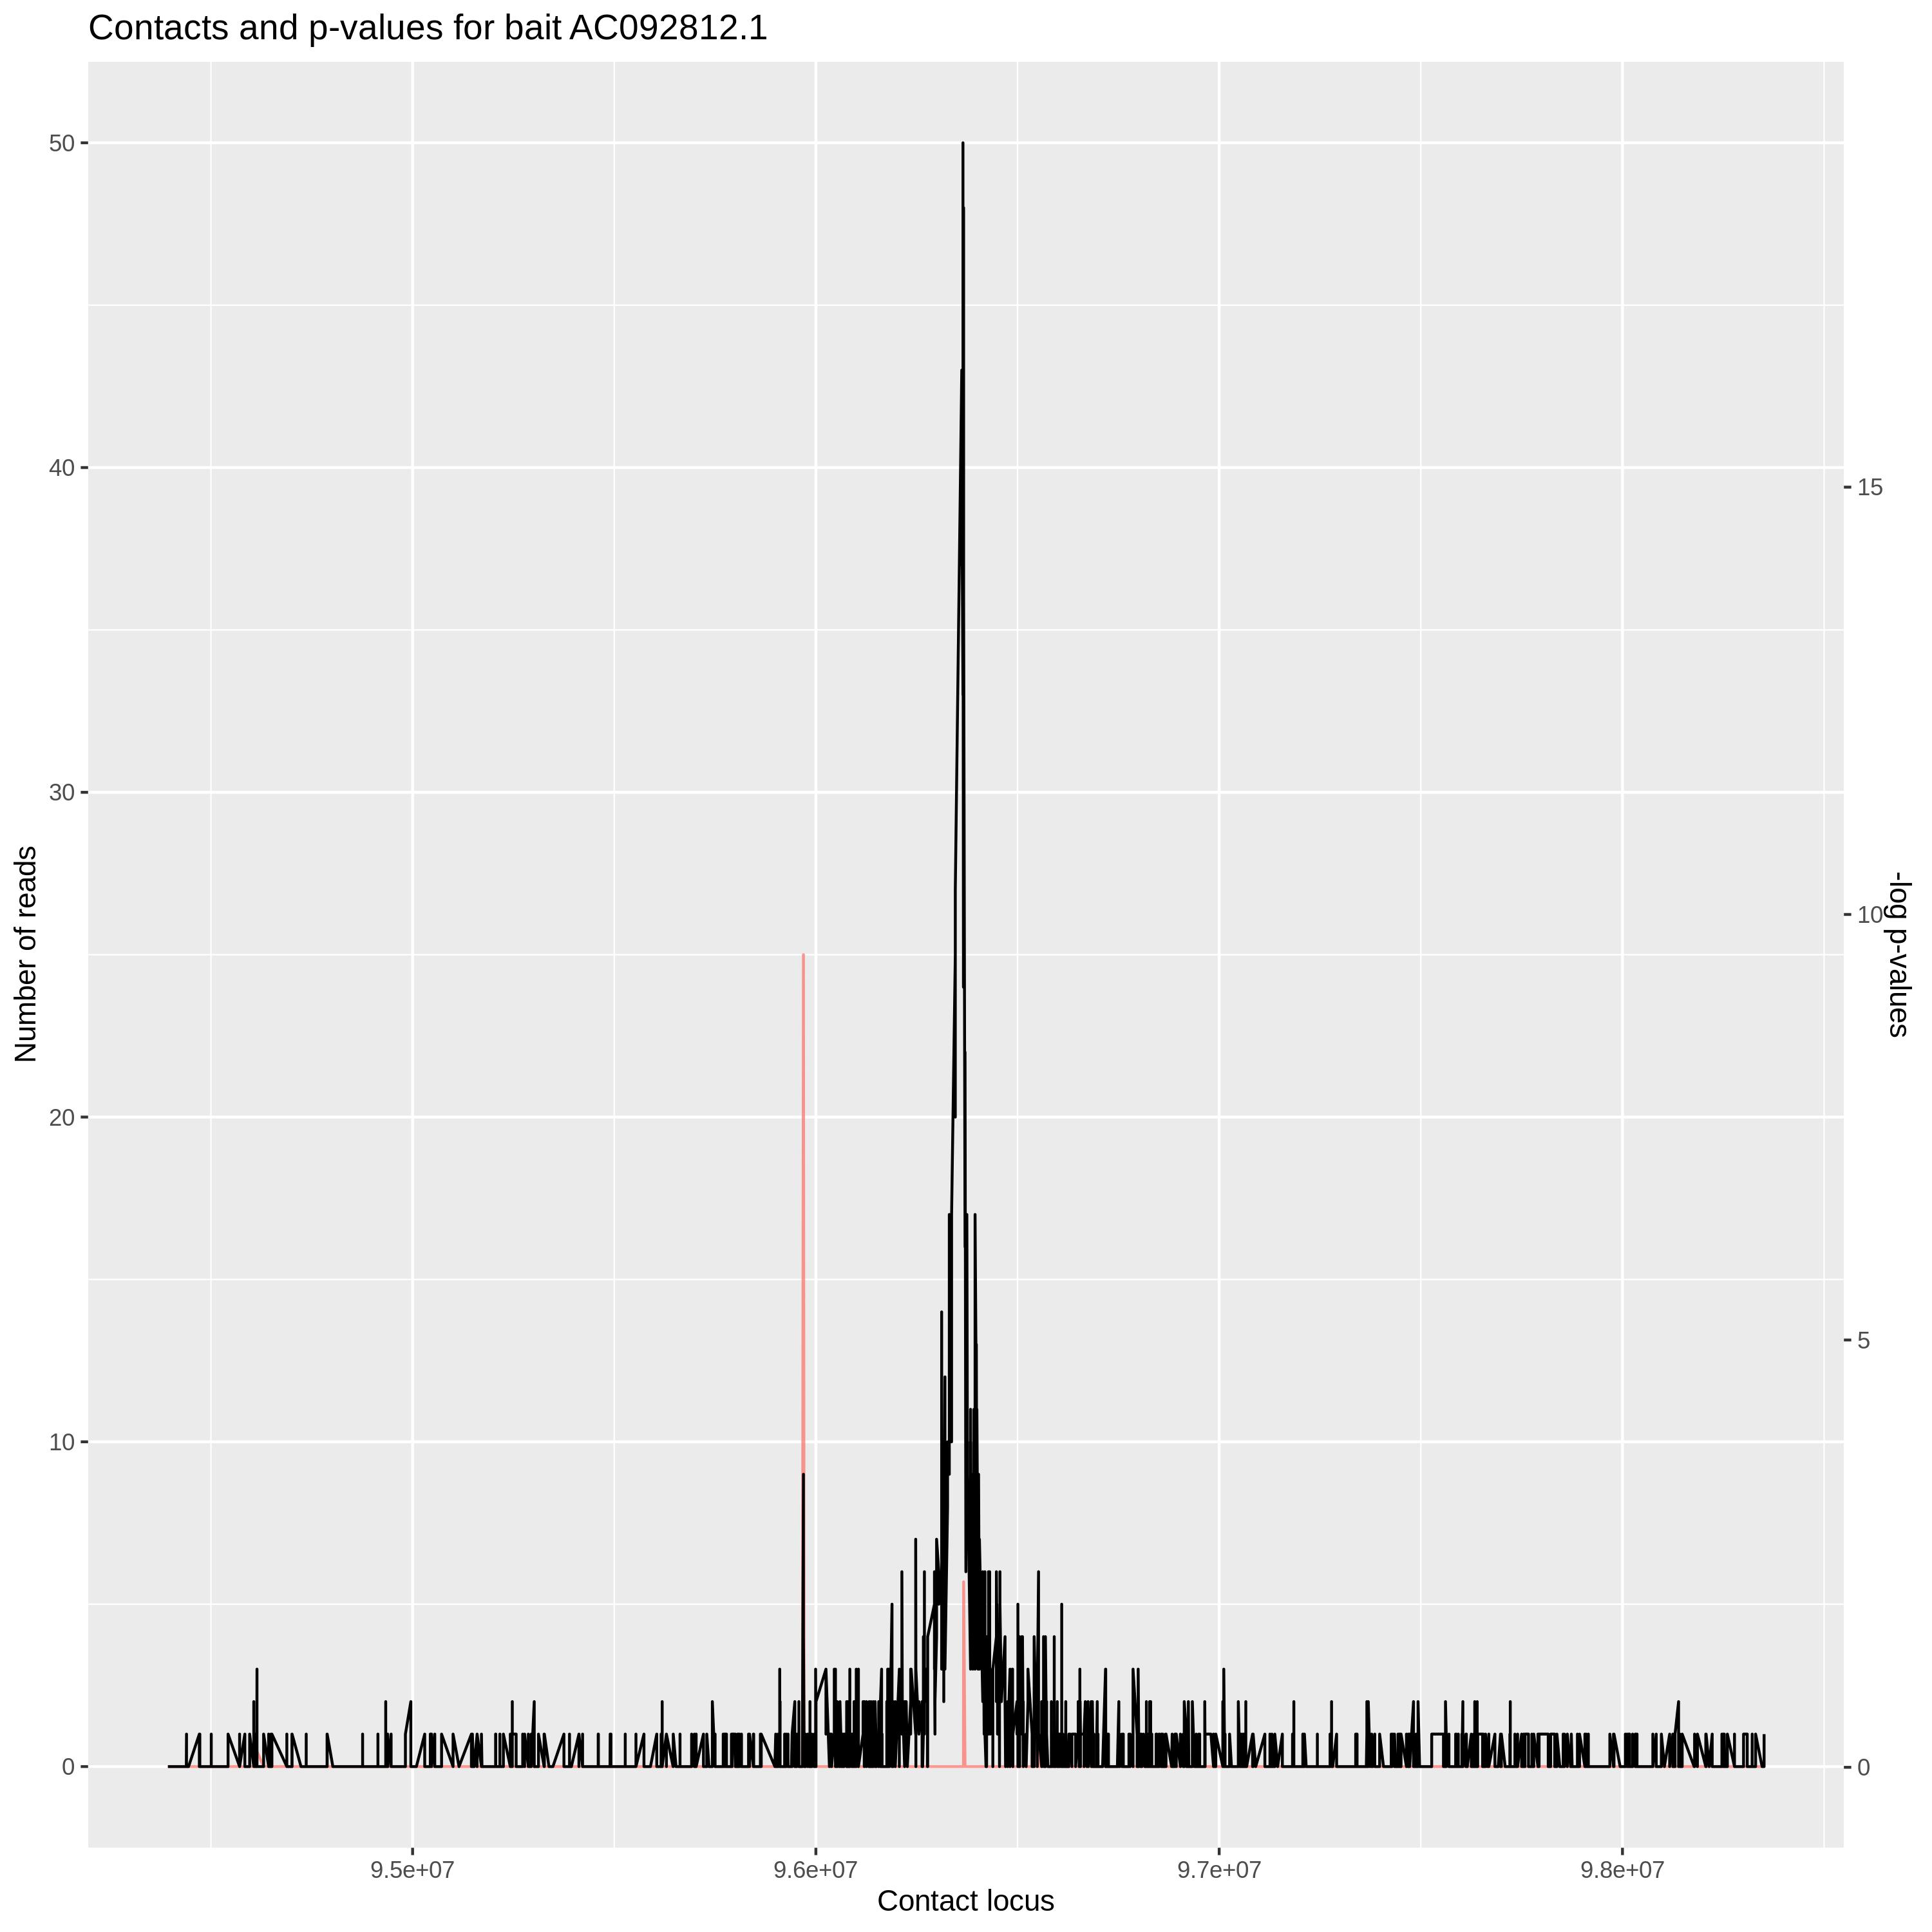 Contacts and p-values for bait AC092812.1
50
40
30
20
10
0
Number of reads
15
10
5
0
-log p-values
9.5e+07 9.6e+07 9.7e+07 9.8e+07
Contact locus